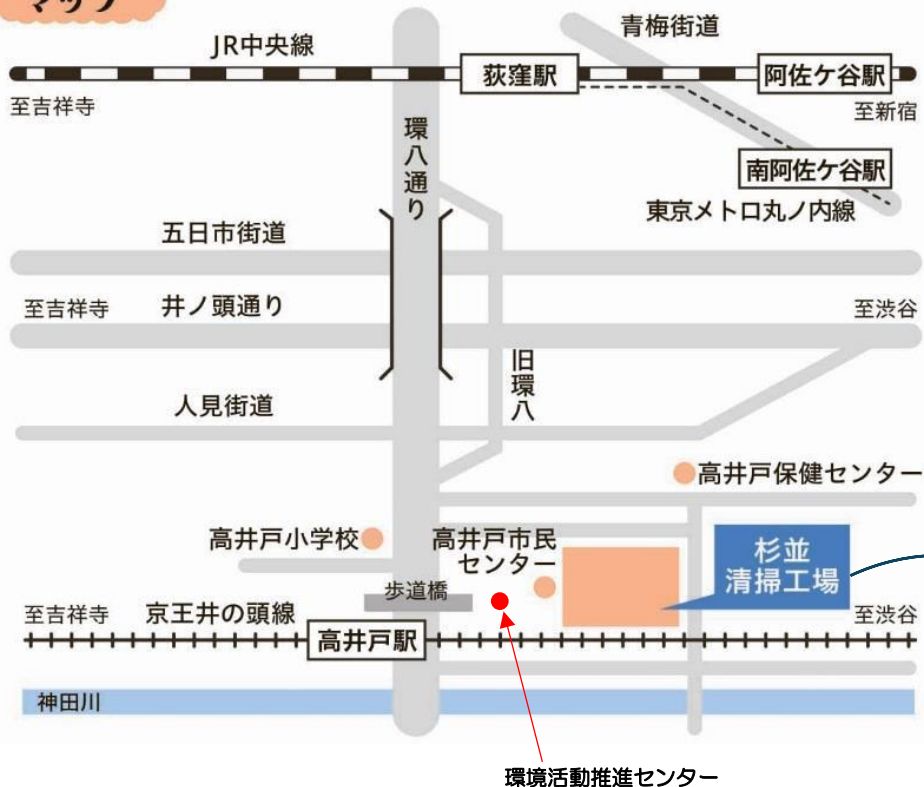 マップ
JR中央線
青梅街道
荻窪駅
阿佐ケ谷駅
至吉祥寺
至新宿
環八通り
南阿佐ケ谷駅
東京メトロ丸ノ内線
五日市街道
至吉祥寺
井ノ頭通り
至渋谷
旧環八
人見街道
高井戸保健センター
高井戸小学校
高井戸市民
センター
杉並
清掃工場
歩道橋
至吉祥寺
京王井の頭線
至渋谷
高井戸駅
神田川
環境活動推進センター